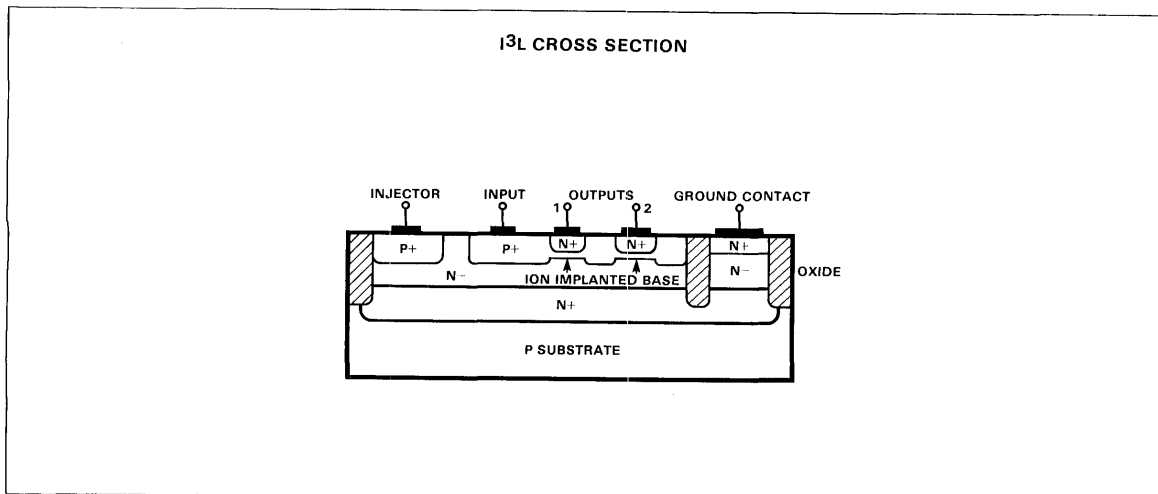 I³L CROSS SECTION
INJECTOR INPUT OUTPUTS GROUND CONTACT
1 2
P+ P+ N+ N+ N+
N− ION IMPLANTED BASE N− OXIDE
N+
P SUBSTRATE